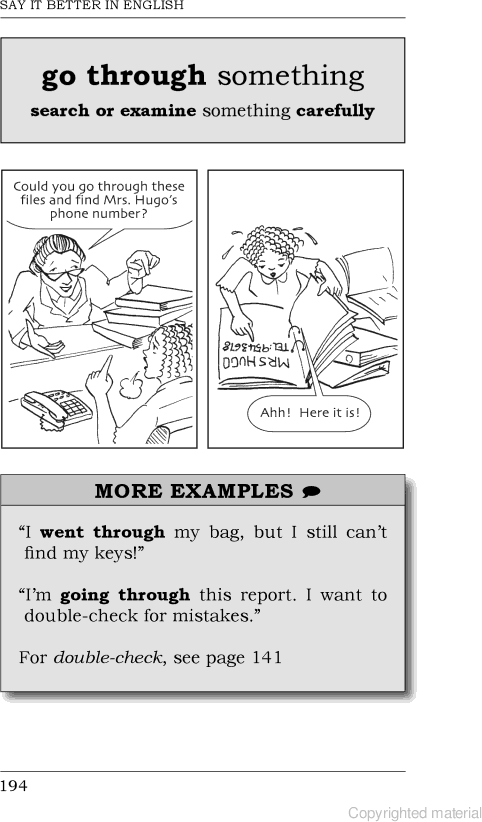 SAY IT BETTER IN ENGLISH
go through something
search or examine something carefully
Could you go through these
files and find Mrs. Hugo's
phone number?
MRS HUGO
TEL:
Ahh! Here it is!
MORE EXAMPLES
“I went through my bag, but I still can't
find my keys!”
“I'm going through this report. I want to
double-check for mistakes.”
For double-check, see page 141
194
Copyrighted material